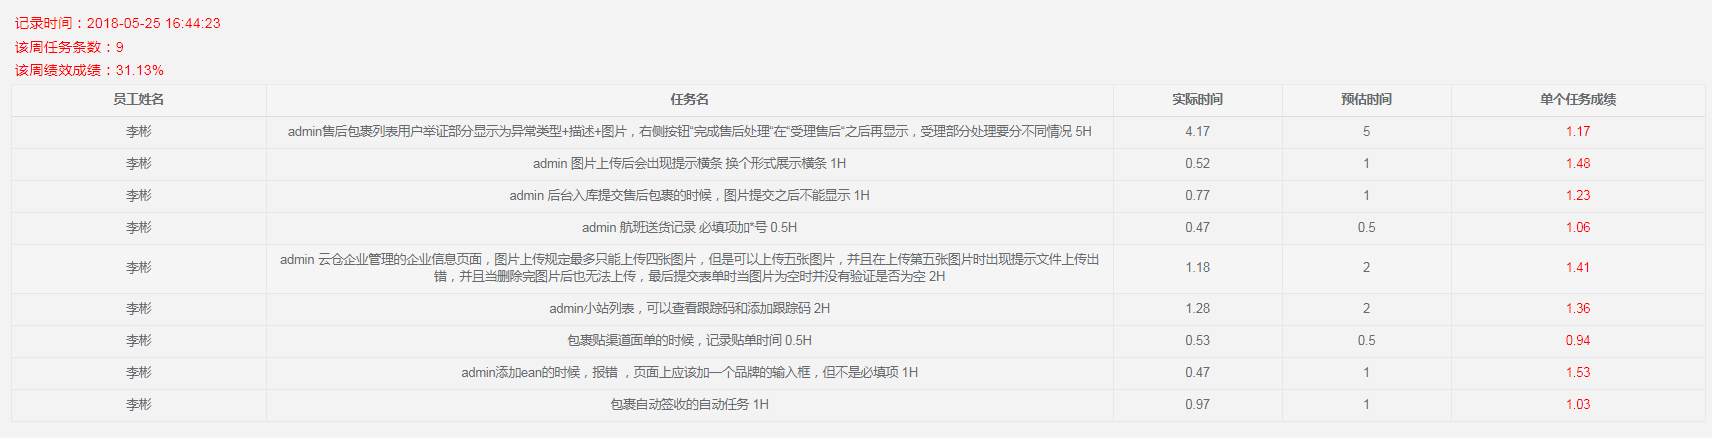 记录时间：2018-05-25 16:44:23
该周任务条数：9
该周绩效成绩：31.13%
员工姓名 任务名 实际时间 预估时间 单个任务成绩
李彬 admin售后包裹列表用户举证部分显示为异常类型+描述+图片，右侧按钮“完成售后处理”在“受理售后”之后再显示，受理部分处理要分不同情况 5H 4.17 5 1.17
李彬 admin 图片上传后会出现提示横条 换个形式展示横条 1H 0.52 1 1.48
李彬 admin 后台入库提交售后包裹的时候，图片提交之后不能显示 1H 0.77 1 1.23
李彬 admin 航班送货记录 必填项加*号 0.5H 0.47 0.5 1.06
李彬 admin 云仓企业管理的企业信息页面，图片上传规定最多只能上传四张图片，但是可以上传五张图片，并且在上传第五张图片时出现提示文件上传出
错，并且当删除完图片后也无法上传，最后提交表单时当图片为空时并没有验证是否为空 2H 1.18 2 1.41
李彬 admin小站列表，可以查看跟踪码和添加跟踪码 2H 1.28 2 1.36
李彬 包裹贴渠道面单的时候，记录贴单时间 0.5H 0.53 0.5 0.94
李彬 admin添加ean的时候，报错 ，页面上应该加一个品牌的输入框，但不是必填项 1H 0.47 1 1.53
李彬 包裹自动签收的自动任务 1H 0.97 1 1.03